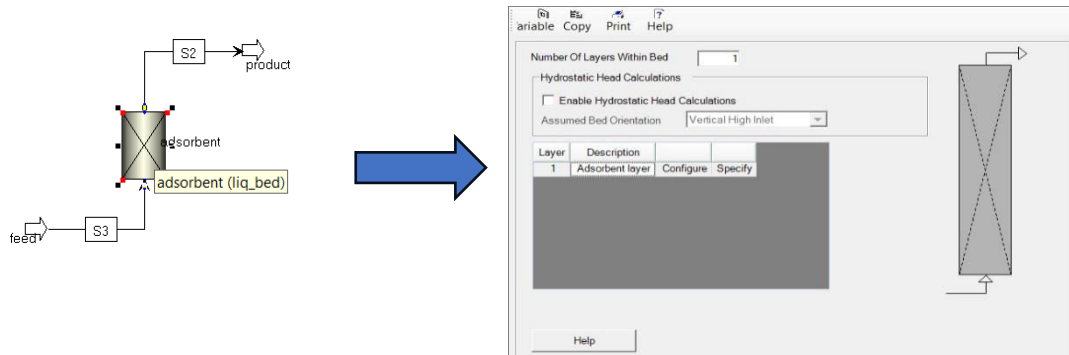 S2
product
adsorbent
adsorbent (liq_bed)
S3
feed
ariable Copy Print Help
Number Of Layers Within Bed 1
Hydrostatic Head Calculations
Enable Hydrostatic Head Calculations
Assumed Bed Orientation Vertical High Inlet
Layer Description
1 Adsorbent layer Configure Specify
Help